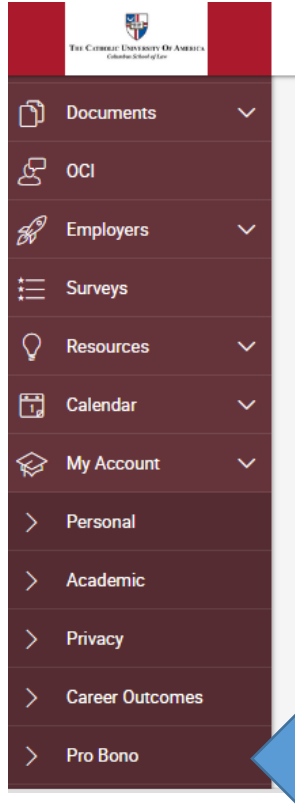 THE CATHOLIC UNIVERSITY OF AMERICA
Columbus School of Law
Documents
OCI
Employers
Surveys
Resources
1
Calendar
My Account
Personal
Academic
Privacy
Career Outcomes
Pro Bono